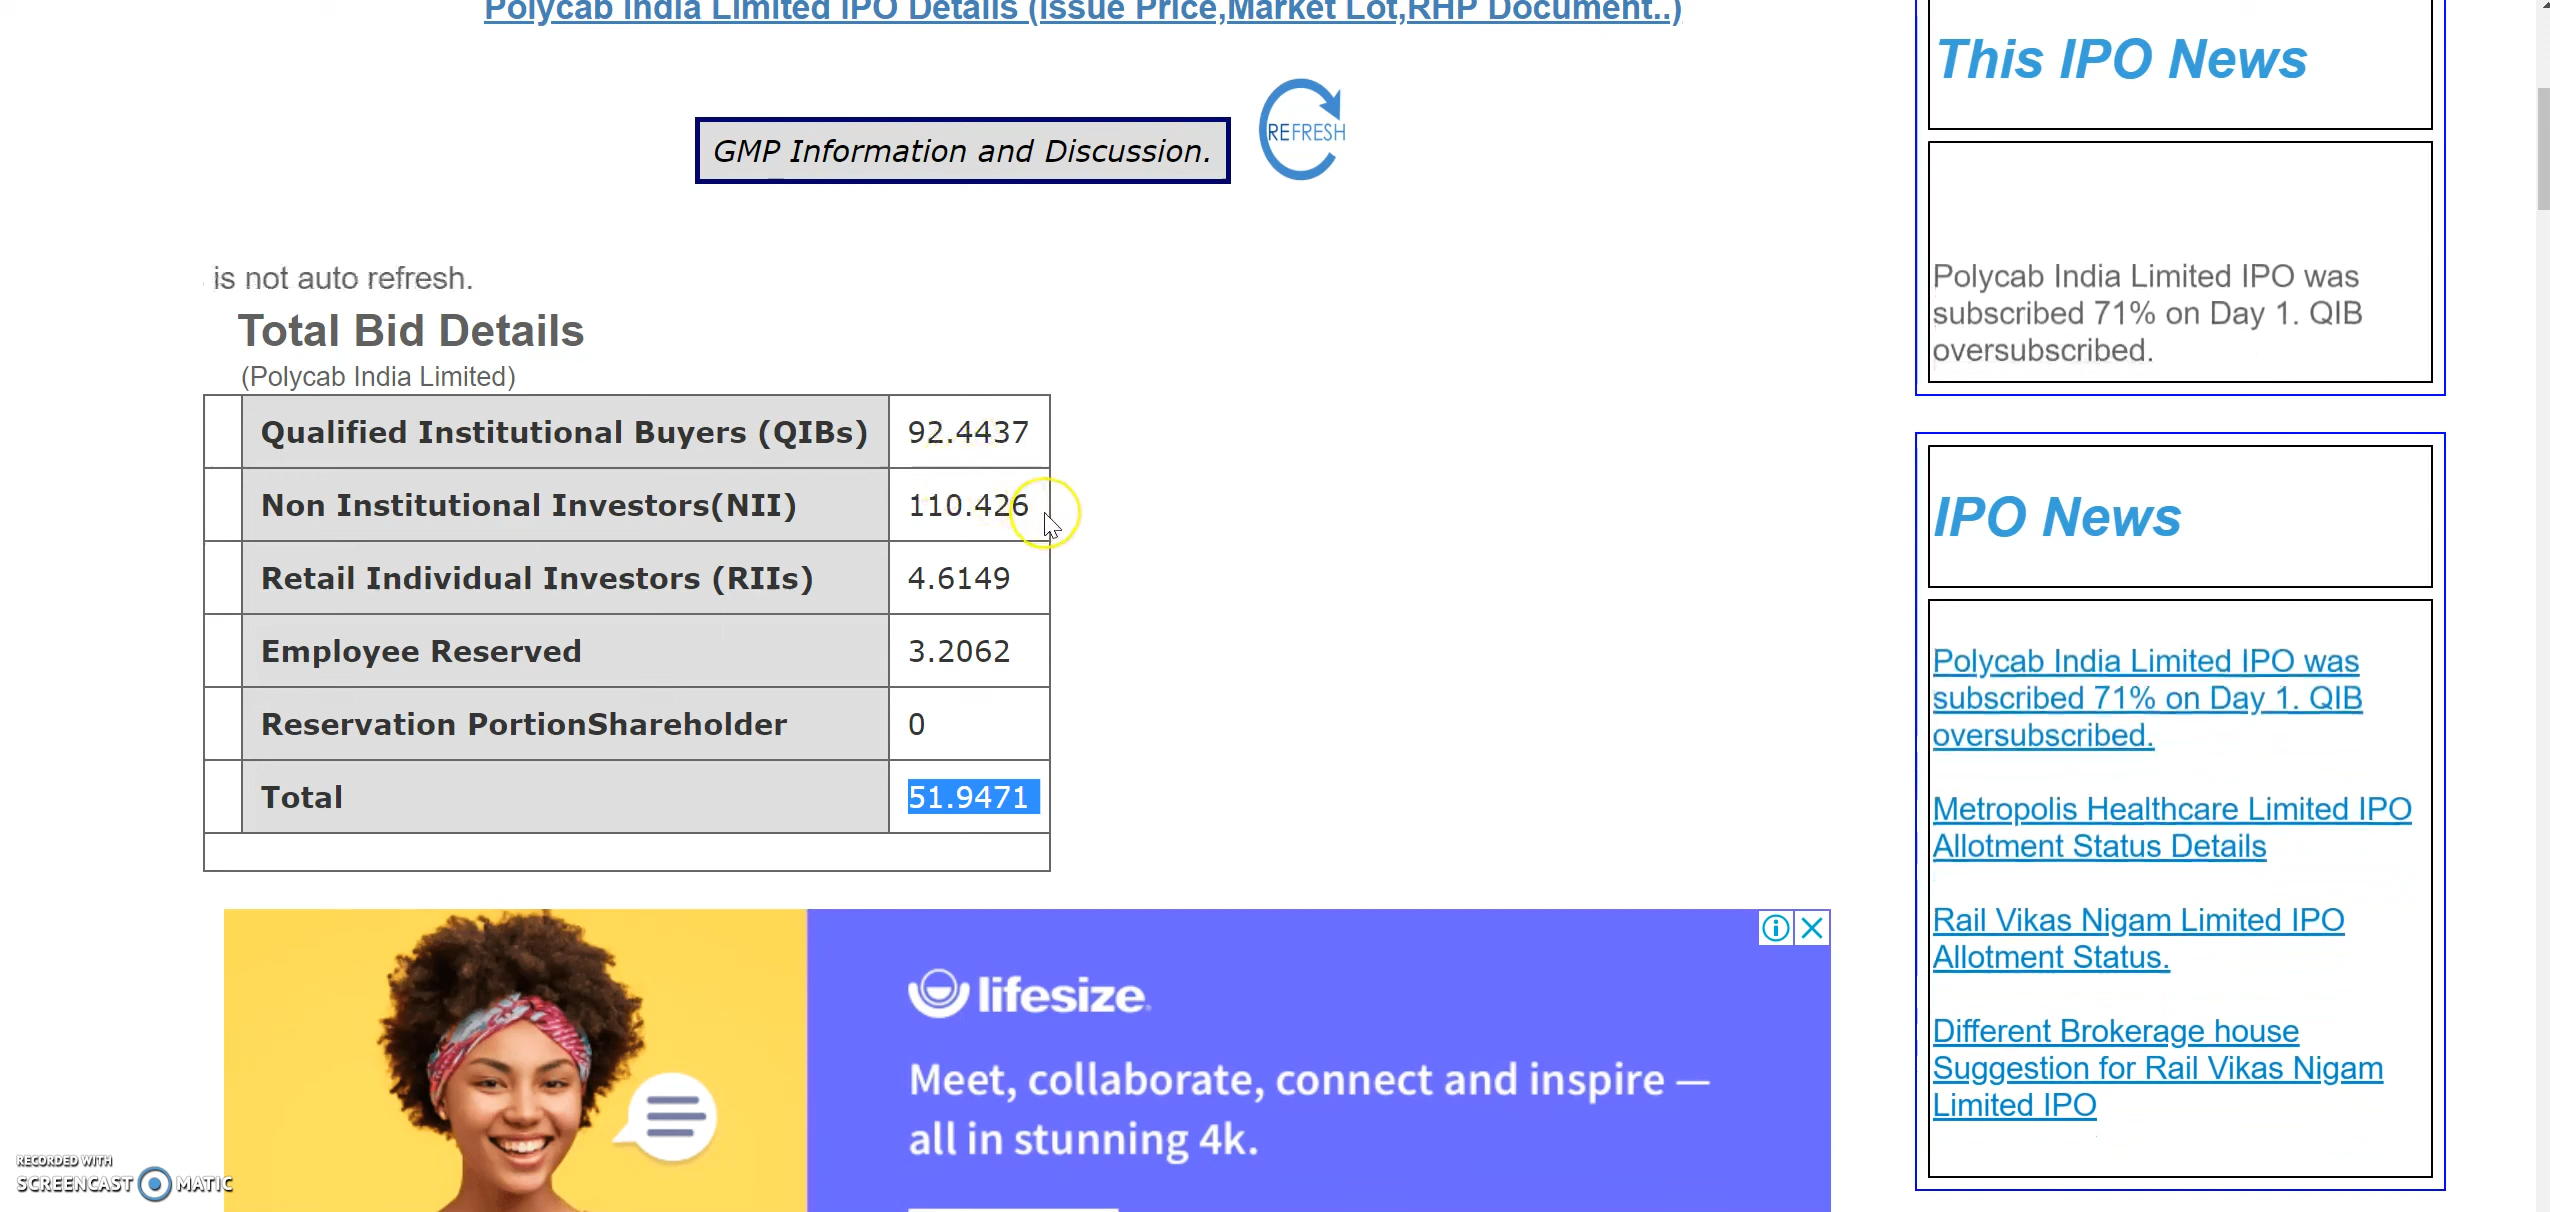 Polycab India Limited IPO Details (Issue Price,Market Lot,RHP Document..)
GMP Information and Discussion.
REFRESH
is not auto refresh.
Total Bid Details
(Polycab India Limited)
Qualified Institutional Buyers (QIBs) 92.4437
Non Institutional Investors(NII) 110.426
Retail Individual Investors (RIIs) 4.6149
Employee Reserved 3.2062
Reservation PortionShareholder 0
Total 51.9471
lifesize
Meet, collaborate, connect and inspire —
all in stunning 4k.
RECORDED WITH
SCREENCAST MATIC
This IPO News
Polycab India Limited IPO was
subscribed 71% on Day 1. QIB
oversubscribed.
IPO News
Polycab India Limited IPO was
subscribed 71% on Day 1. QIB
oversubscribed.
Metropolis Healthcare Limited IPO
Allotment Status Details
Rail Vikas Nigam Limited IPO
Allotment Status.
Different Brokerage house
Suggestion for Rail Vikas Nigam
Limited IPO